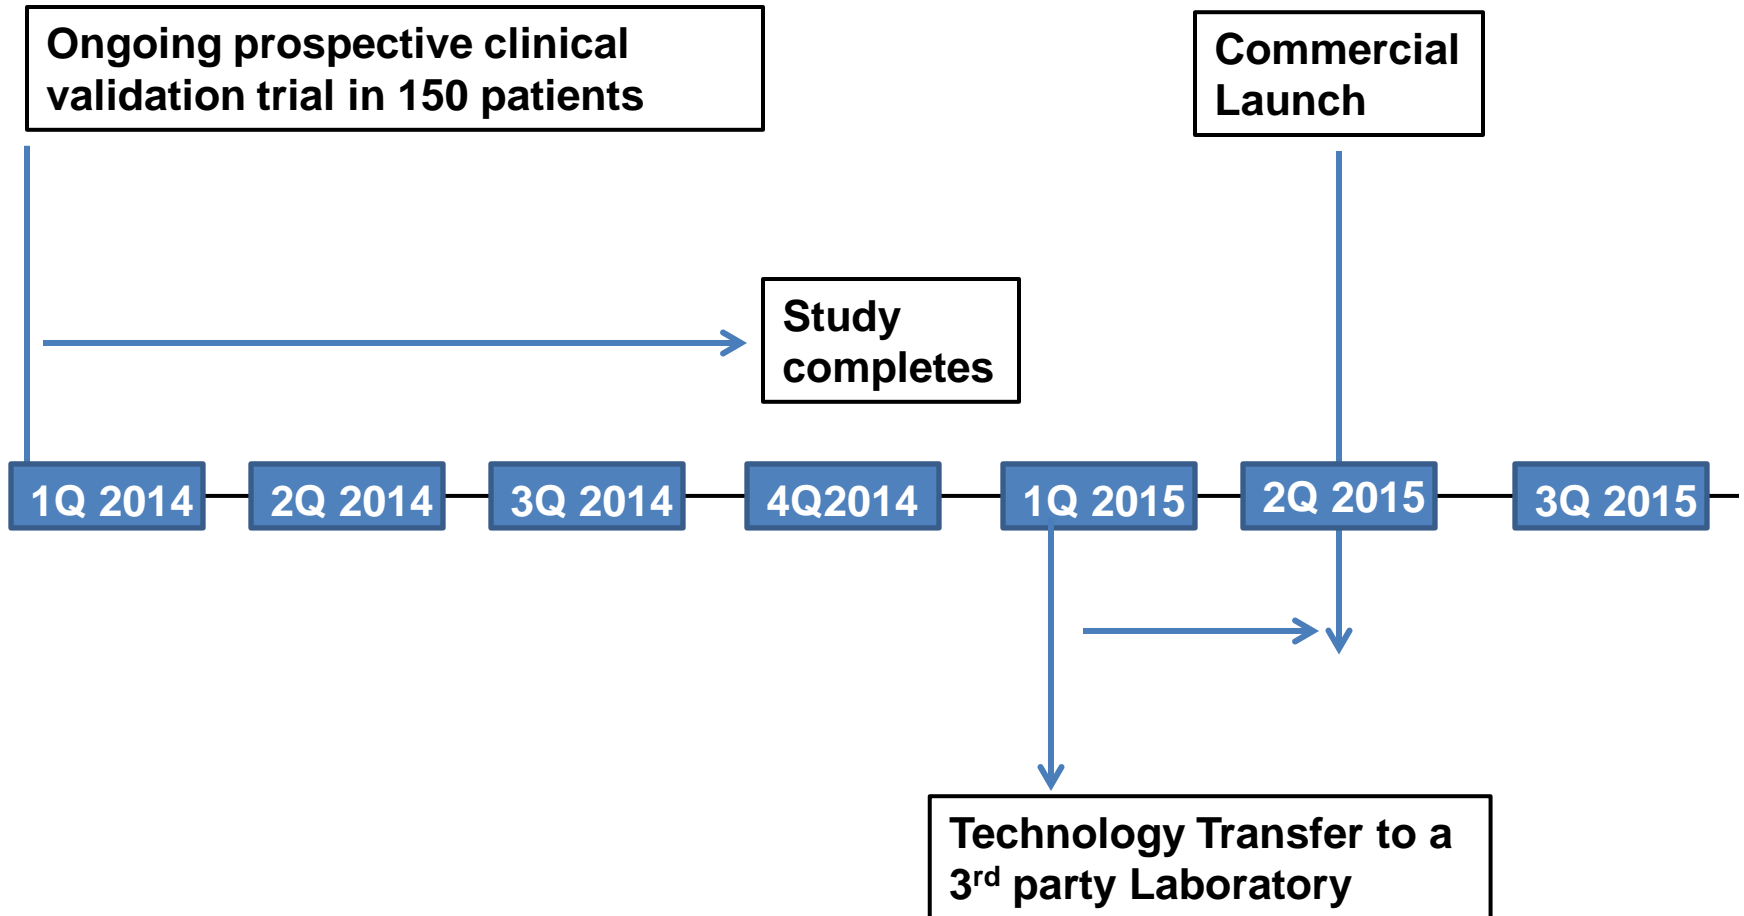 Ongoing prospective clinical
validation trial in 150 patients
Commercial
Launch
Study
completes
1Q 2014
2Q 2014
3Q 2014
4Q2014
1Q 2015
2Q 2015
3Q 2015
Technology Transfer to a
3rd party Laboratory